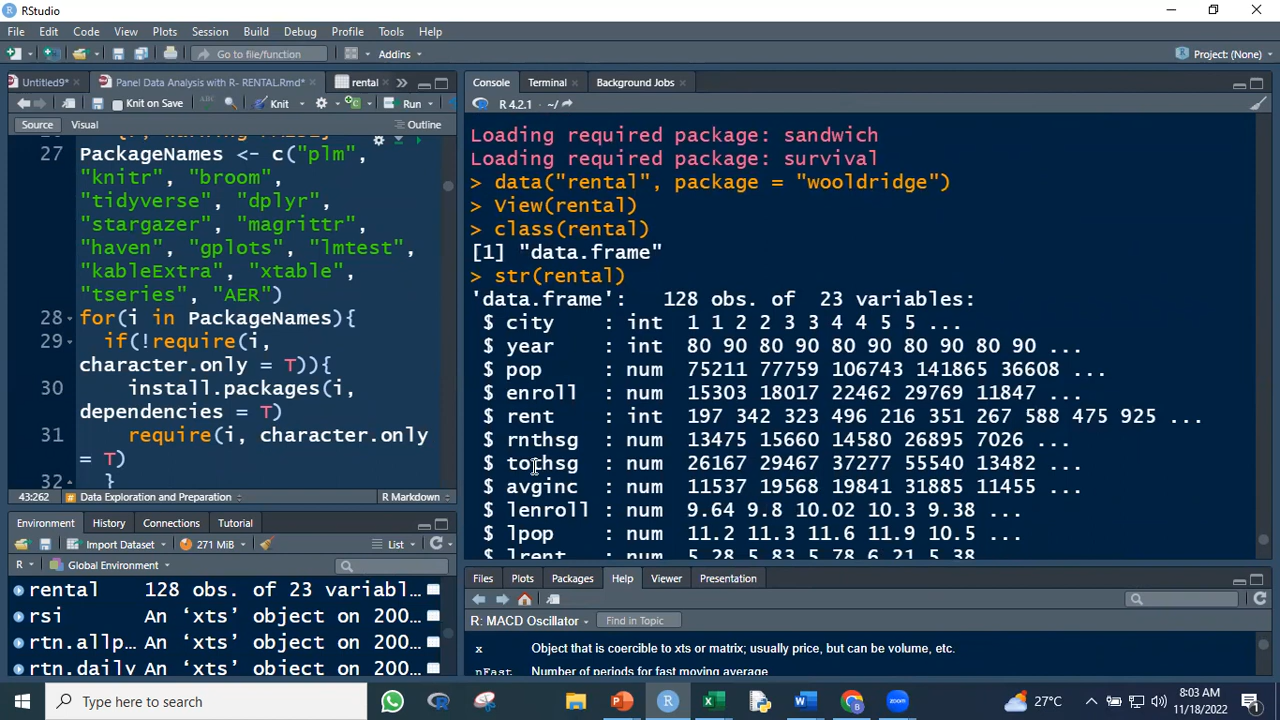 RStudio
File Edit Code View Plots Session Build Debug Profile Tools Help
Go to file/function Addins Project: (None)
Untitled9* Panel Data Analysis with R- RENTAL.Rmd* rental
Knit on Save Knit Run
Source Visual Outline
27 PackageNames <- c("plm",
"knitr", "broom",
"tidyverse", "dplyr",
"stargazer", "magrittr",
"haven", "gplots", "lmtest",
"kableExtra", "xtable",
"tseries", "AER")
28 for(i in PackageNames){
29 if(!require(i,
character.only = T)){
30 install.packages(i,
dependencies = T)
31 require(i, character.only
= T)
32 }
43:262 Data Exploration and Preparation R Markdown
Environment History Connections Tutorial
Import Dataset 271 MiB List
R Global Environment
rental 128 obs. of 23 variabl…
rsi An ‘xts’ object on 200…
rtn.allp… An ‘xts’ object on 200…
rtn.daily An ‘xts’ object on 200…
Console Terminal Background Jobs
R 4.2.1 · ~/
Loading required package: sandwich
Loading required package: survival
> data("rental", package = "wooldridge")
> View(rental)
> class(rental)
[1] "data.frame"
> str(rental)
'data.frame': 128 obs. of 23 variables:
$ city : int 1 1 2 2 3 3 4 4 5 5 ...
$ year : int 80 90 80 90 80 90 80 90 80 90 ...
$ pop : num 75211 77759 106743 141865 36608 ...
$ enroll : num 15303 18017 22462 29769 11847 ...
$ rent : int 197 342 323 496 216 351 267 588 475 925 ...
$ rnthsg : num 13475 15660 14580 26895 7026 ...
$ tothsg : num 26167 29467 37277 55540 13482 ...
$ avginc : num 11537 19568 19841 31885 11455 ...
$ lenroll : num 9.64 9.8 10.02 10.3 9.38 ...
$ lpop : num 11.2 11.3 11.6 11.9 10.5 ...
$ lrent : num 5.28 5.83 5.78 6.21 5.38
Files Plots Packages Help Viewer Presentation
R: MACD Oscillator Find in Topic
x Object that is coercible to xts or matrix; usually price, but can be volume, etc.
nFast Number of periods for fast moving average
Type here to search 27°C 8:03 AM
11/18/2022